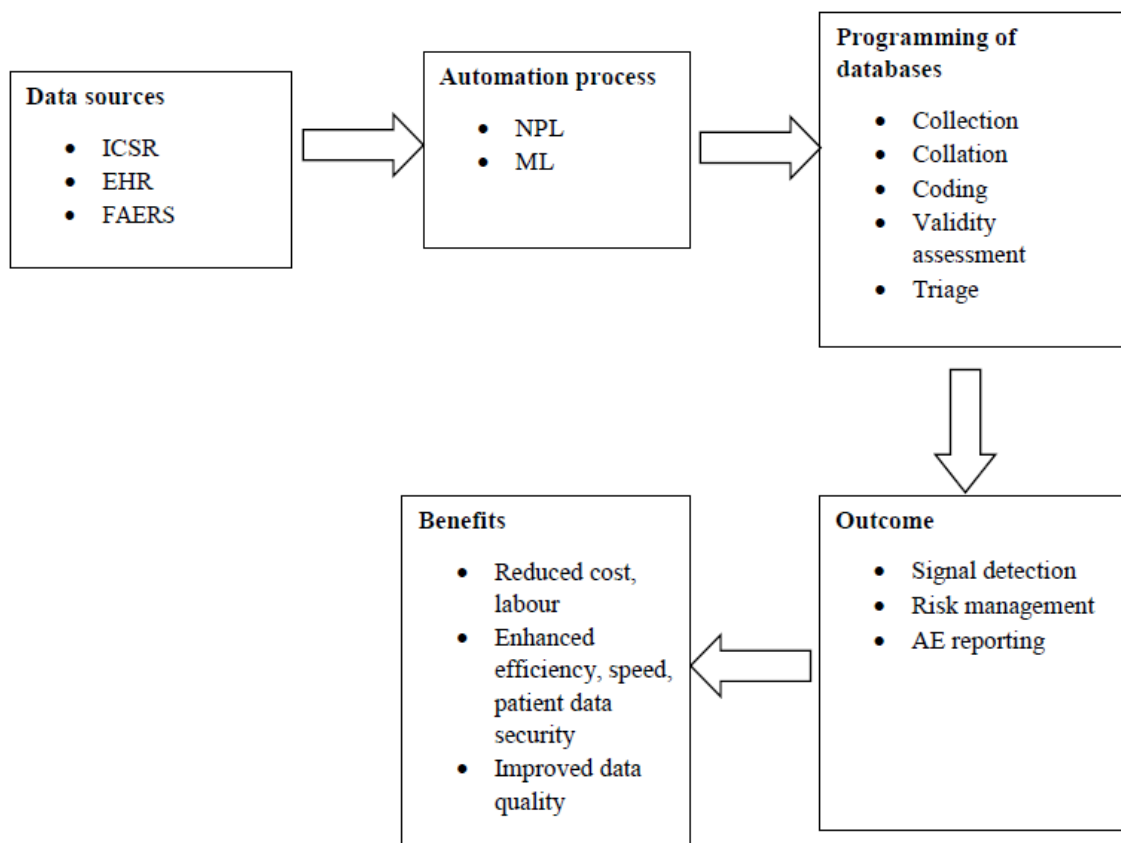 Data sources
• ICSR
• EHR
• FAERS
Automation process
• NPL
• ML
Programming of
databases
• Collection
• Collation
• Coding
• Validity
assessment
• Triage
Outcome
• Signal detection
• Risk management
• AE reporting
Benefits
• Reduced cost,
labour
• Enhanced
efficiency, speed,
patient data
security
• Improved data
quality